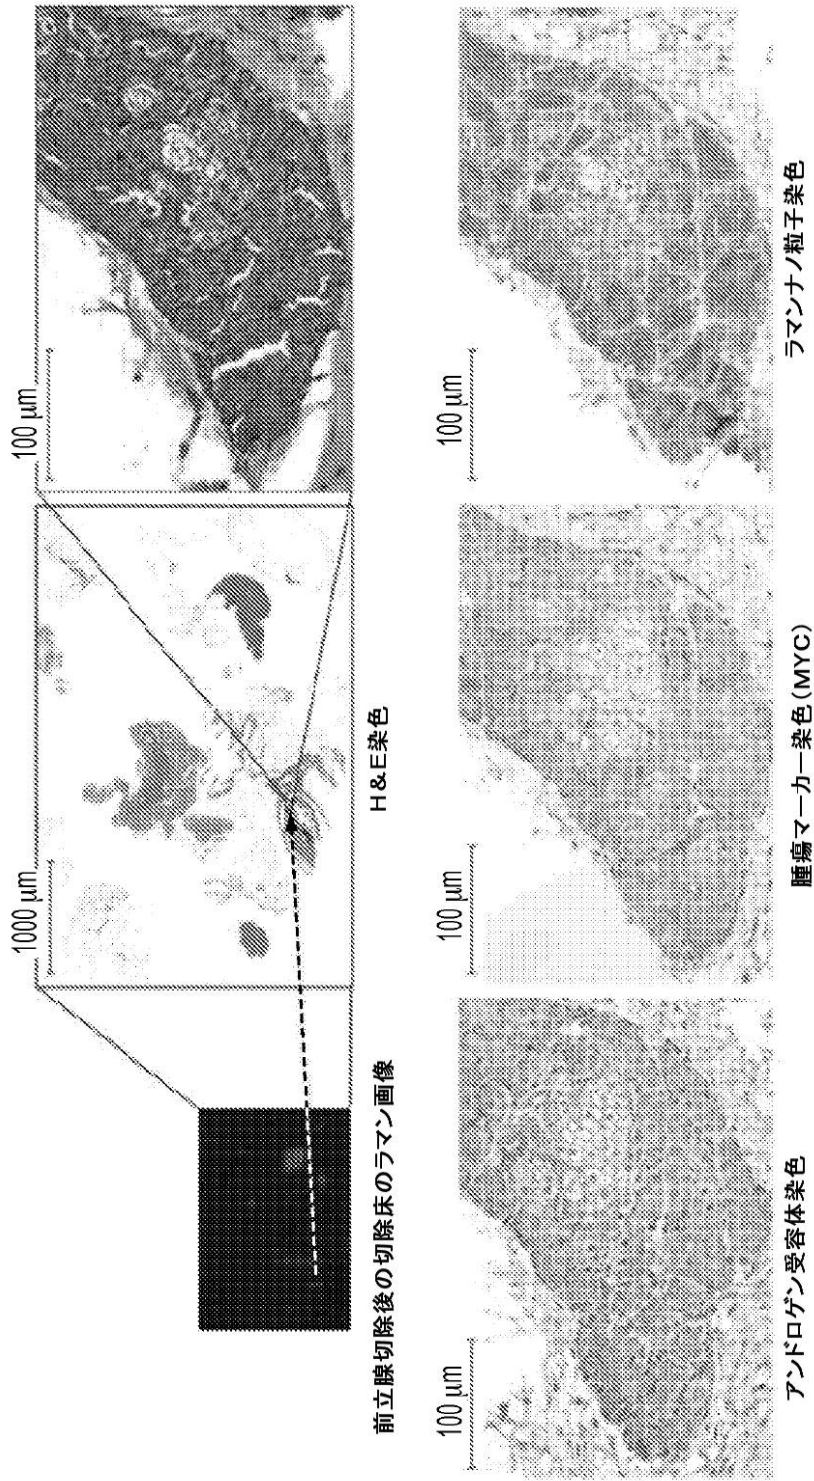 1000 μm
100 μm
H&E染色
前立腺切除後の切除床のラマン画像
100 μm
100 μm
100 μm
アンドロゲン受容体染色
腫瘍マーカー染色(MYC)
ラマンナノ粒子染色